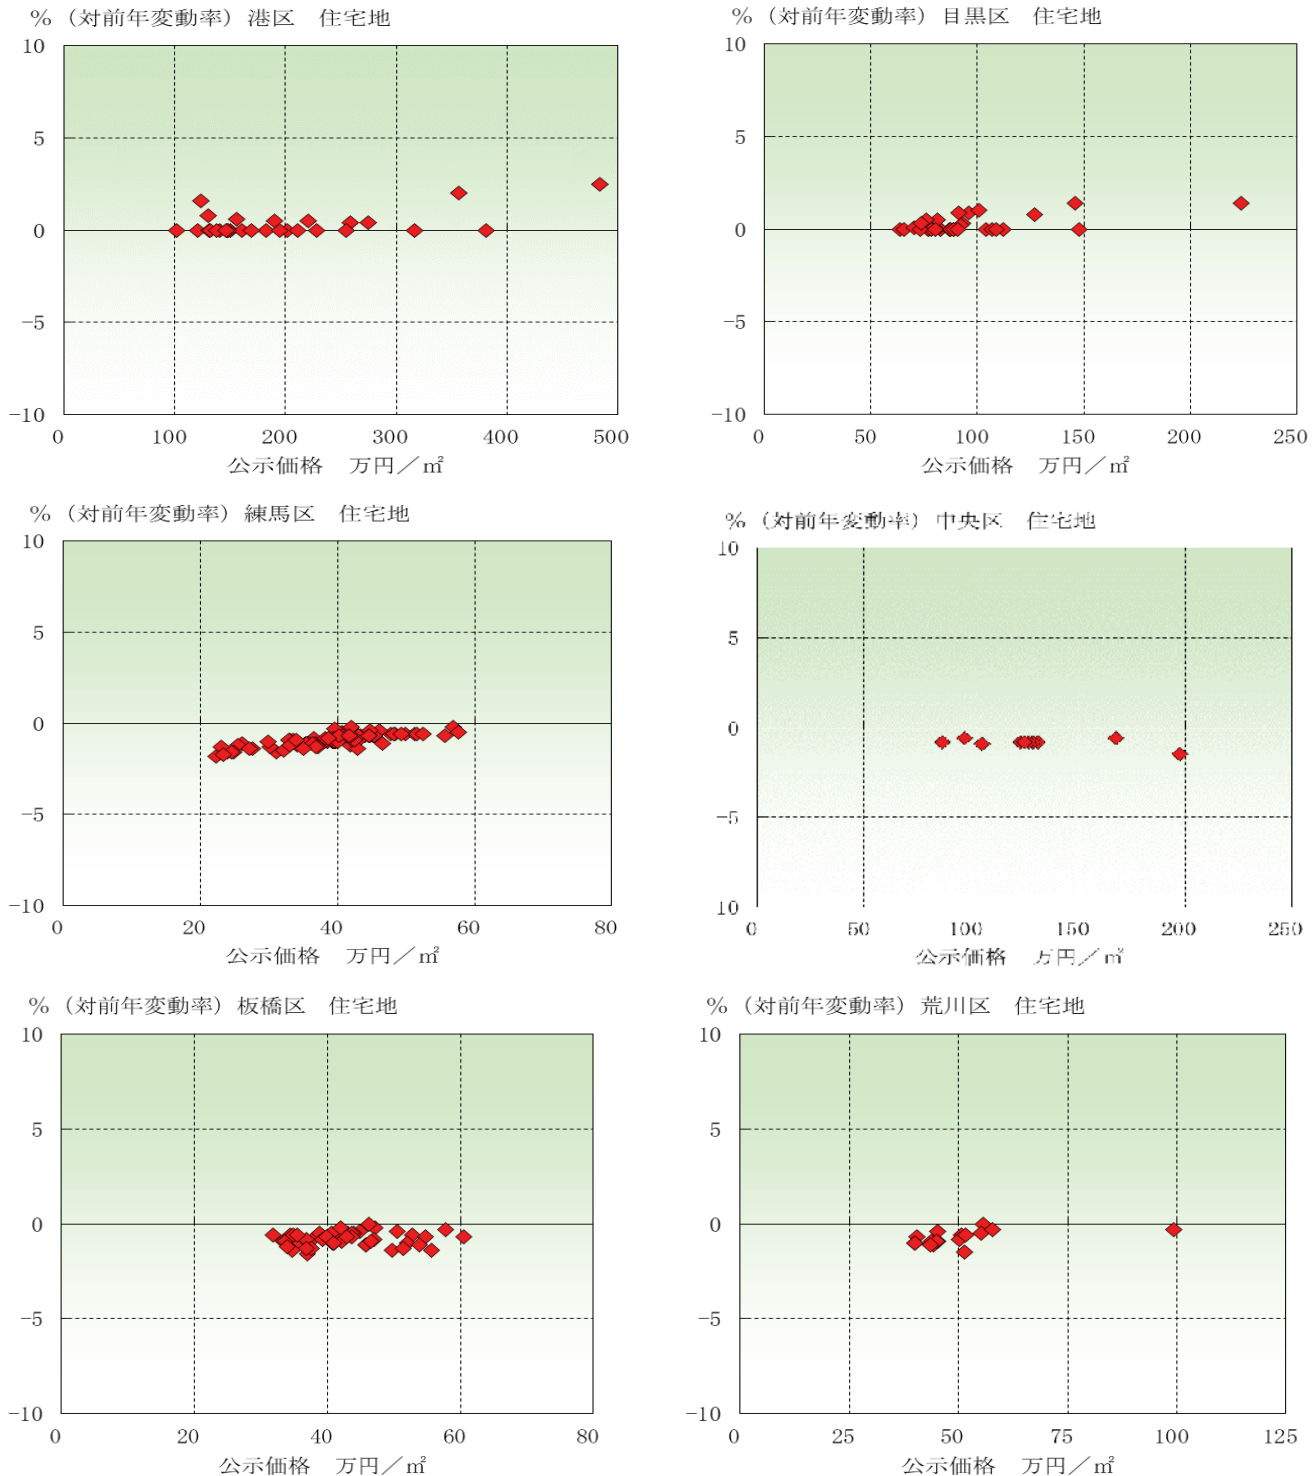 ％（対前年変動率）港区　住宅地
10
5
0
−5
−10
0　100　200　300　400　500
公示価格　万円／㎡
％（対前年変動率）目黒区　住宅地
10
5
0
−5
−10
0　50　100　150　200　250
公示価格　万円／㎡
％（対前年変動率）練馬区　住宅地
10
5
0
−5
−10
0　20　40　60　80
公示価格　万円／㎡
％（対前年変動率）中央区　住宅地
10
5
0
−5
10
0　50　100　150　200　250
公示価格　万円／㎡
％（対前年変動率）板橋区　住宅地
10
5
0
−5
−10
0　20　40　60　80
公示価格　万円／㎡
％（対前年変動率）荒川区　住宅地
10
5
0
−5
−10
0　25　50　75　100　125
公示価格　万円／㎡